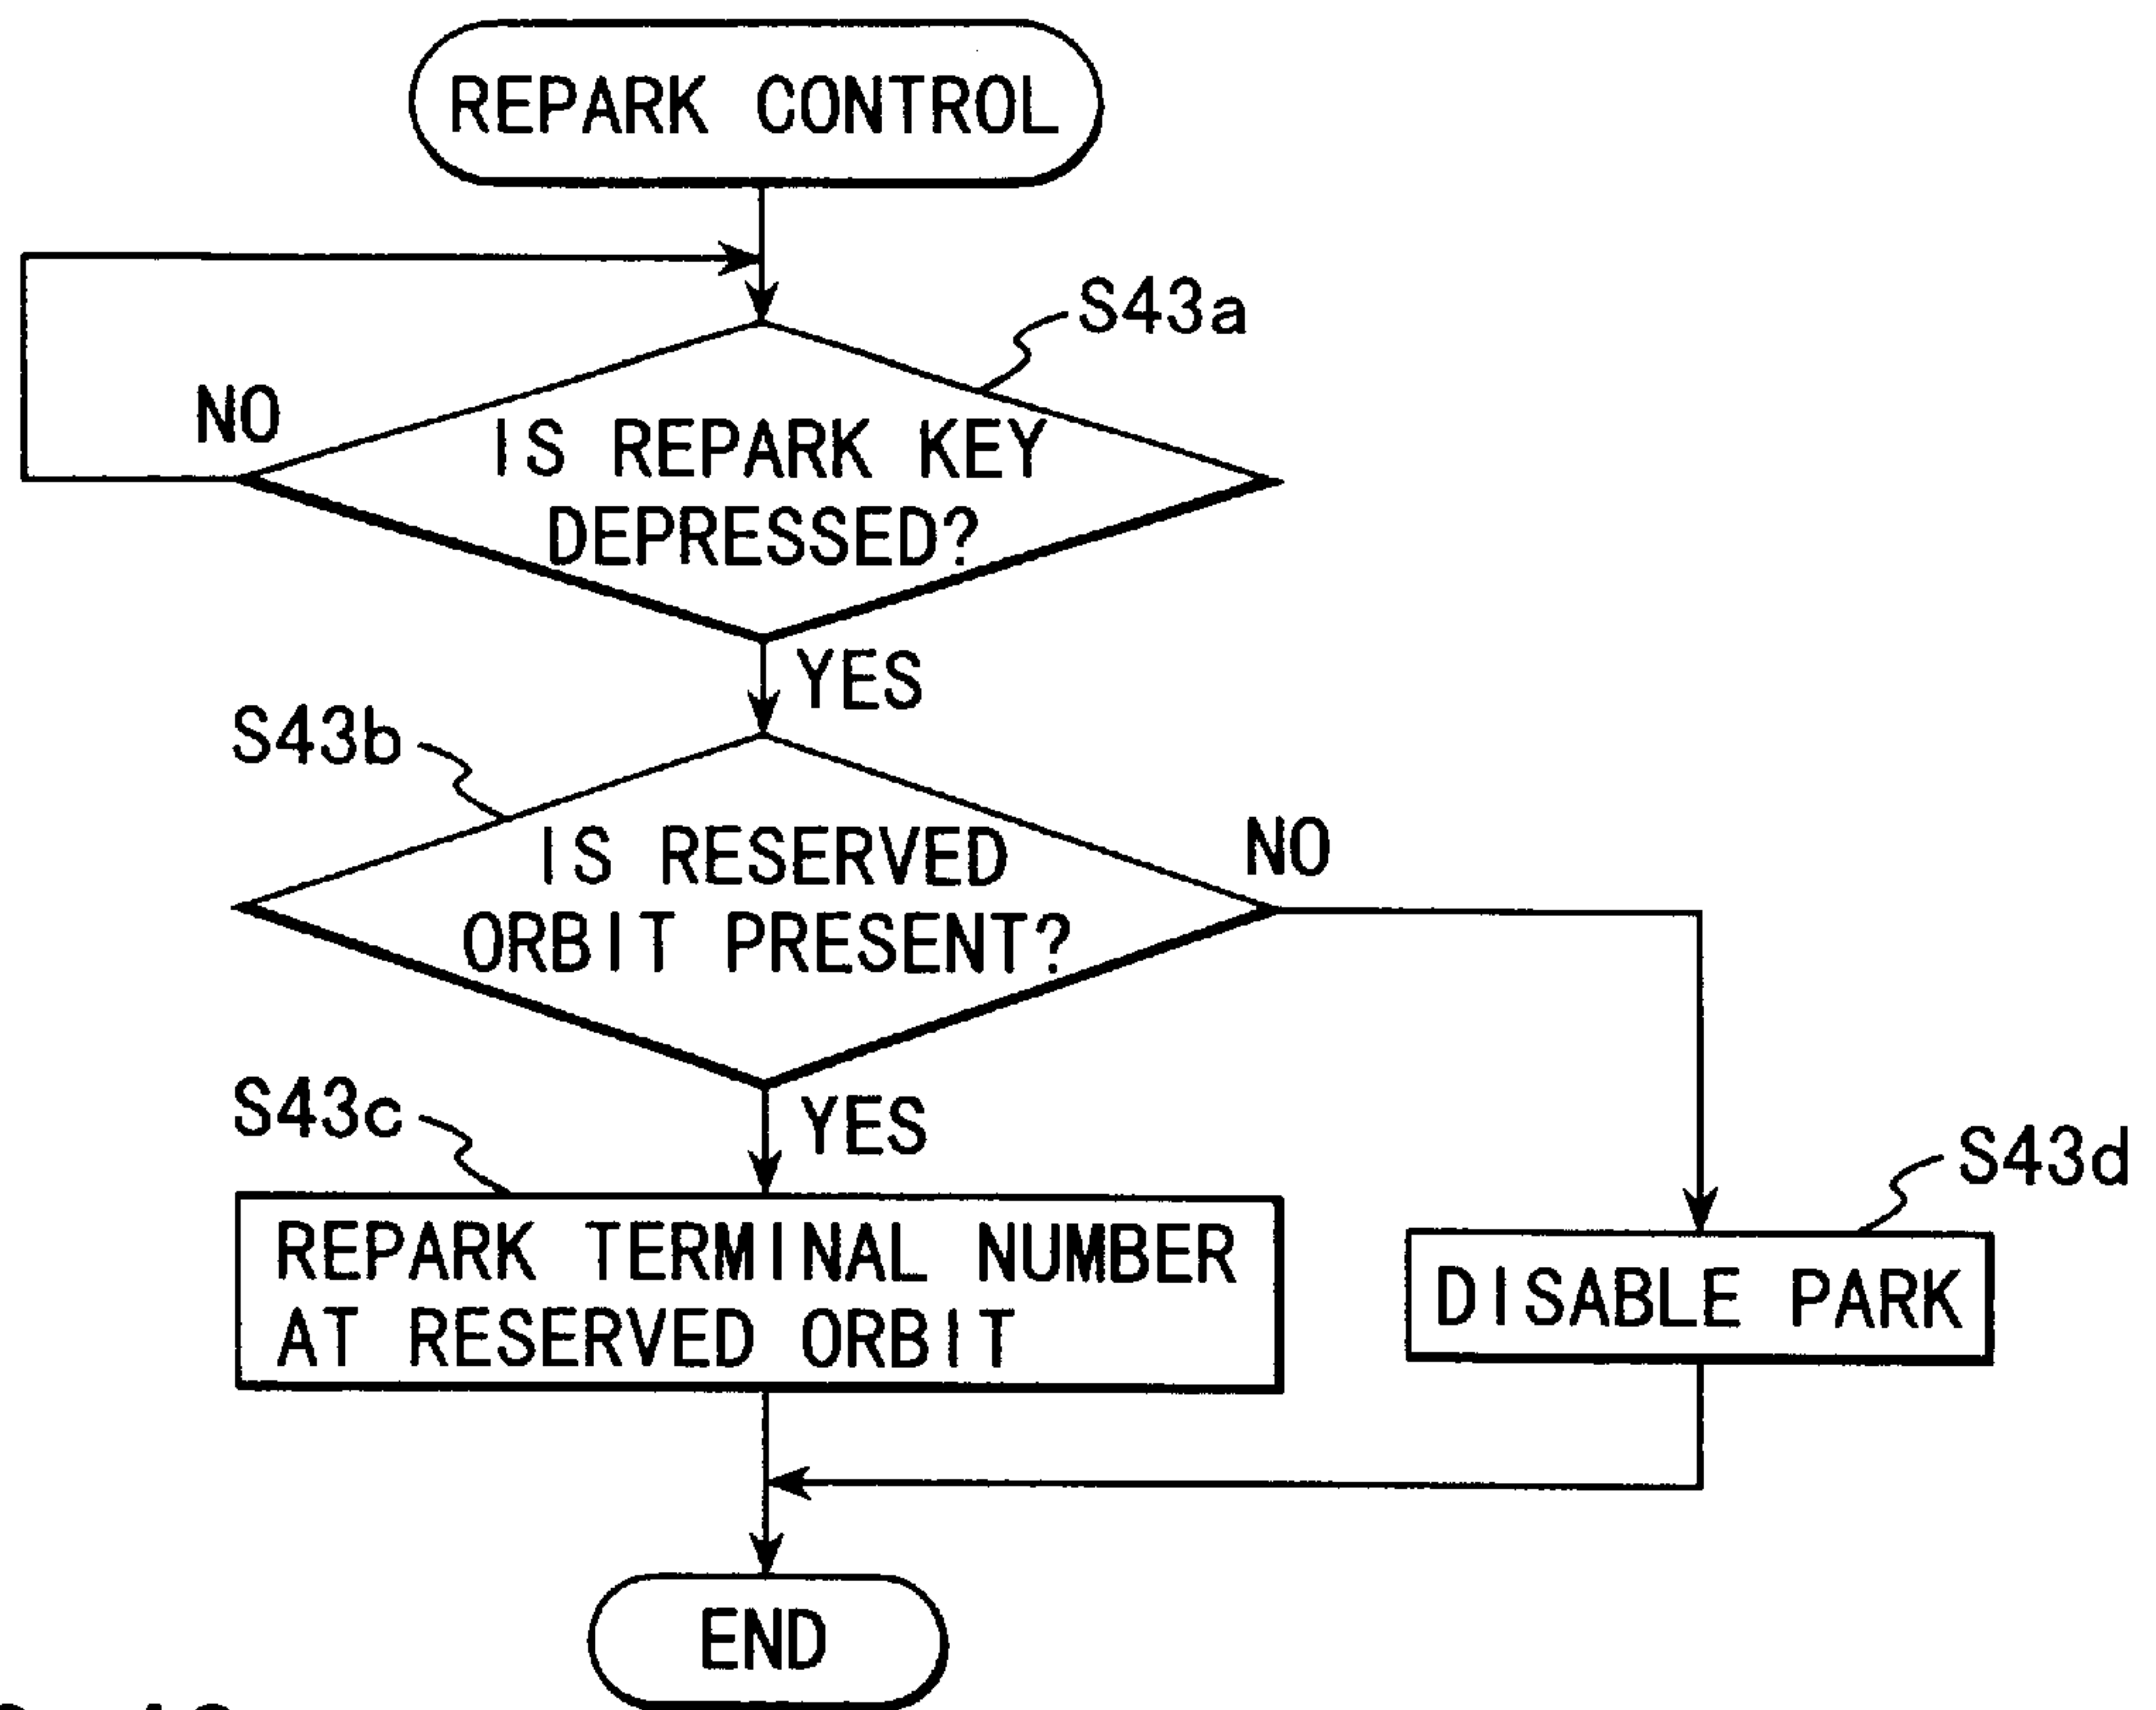 REPARK CONTROL
S43a
NO
IS REPARK KEY
DEPRESSED?
YES
S43b
IS RESERVED
ORBIT PRESENT?
NO
S43c
YES
S43d
REPARK TERMINAL NUMBER
AT RESERVED ORBIT
DISABLE PARK
END